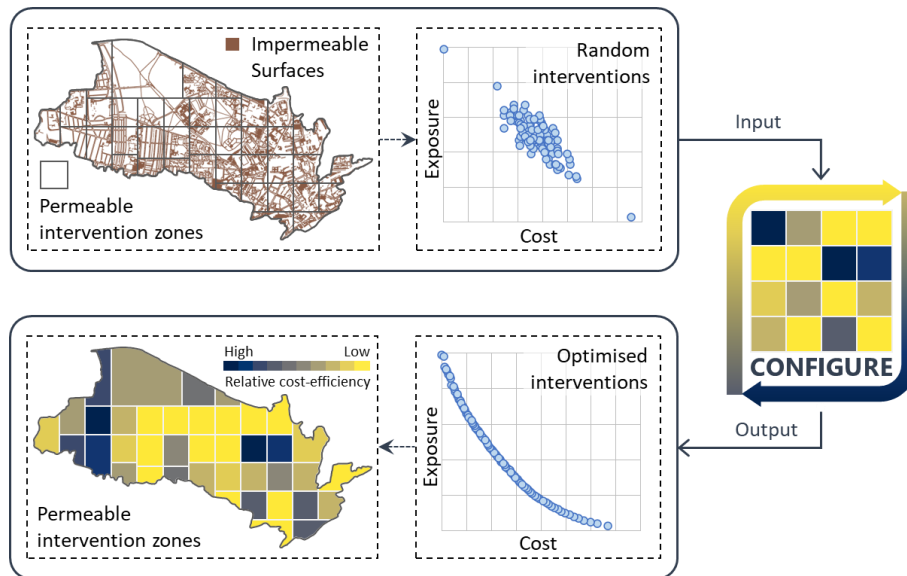 Impermeable
Surfaces
Permeable
intervention zones
Random
interventions
Exposure
Cost
Input
CONFIGURE
Output
High
Low
Relative cost-efficiency
Permeable
intervention zones
Optimised
interventions
Exposure
Cost